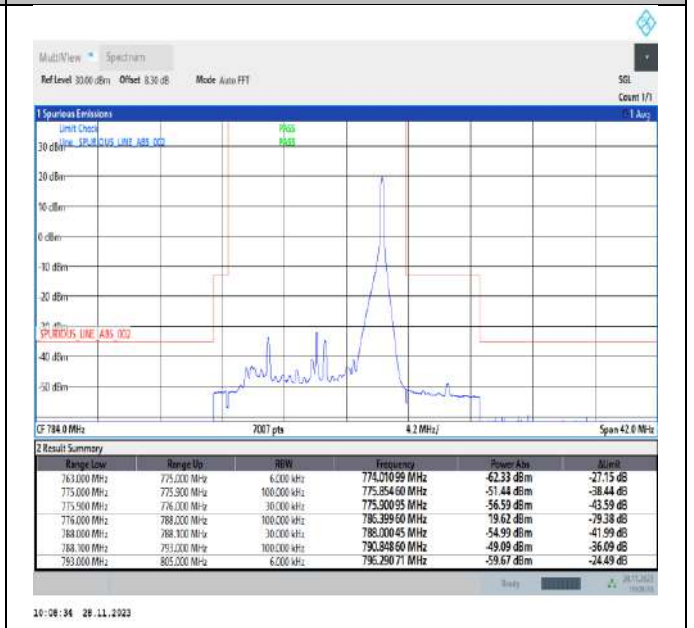 MultiView Spectrum
Ref Level 30.00 dBm Offset 8.30 dB Mode Auto FFT SGL
Count 1/1
1 Spurious Emissions 1 Avg
Limit Check PASS
Line SPURIOUS_LINE_ABS_002 PASS
30 dBm
20 dBm
10 dBm
0 dBm
-10 dBm
-20 dBm
SPURIOUS_LINE_ABS_002
-40 dBm
-50 dBm
CF 784.0 MHz 7007 pts 4.2 MHz/ Span 42.0 MHz
2 Result Summary
Range Low Range Up RBW Frequency Power Abs ΔLimit
763.000 MHz 775.000 MHz 6.000 kHz 774.01099 MHz -62.33 dBm -27.15 dB
775.000 MHz 775.900 MHz 100.000 kHz 775.85460 MHz -51.44 dBm -38.44 dB
775.900 MHz 776.000 MHz 30.000 kHz 775.90095 MHz -56.59 dBm -43.59 dB
776.000 MHz 788.000 MHz 100.000 kHz 786.39960 MHz 19.62 dBm -79.38 dB
788.000 MHz 788.100 MHz 30.000 kHz 788.00045 MHz -54.99 dBm -41.99 dB
788.100 MHz 793.000 MHz 100.000 kHz 790.84860 MHz -49.09 dBm -36.09 dB
793.000 MHz 805.000 MHz 6.000 kHz 796.29071 MHz -59.67 dBm -24.49 dB
Ready 28.11.2023
10:08:34 28.11.2023